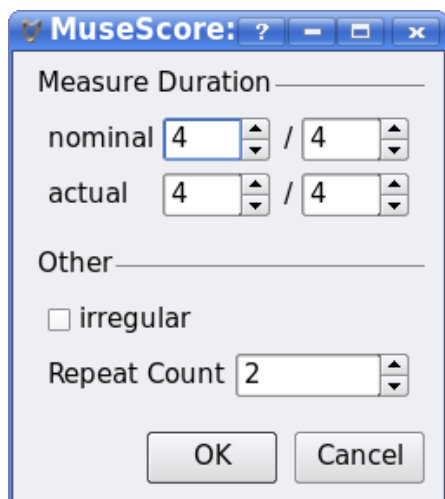 MuseScore: ?
Measure Duration
nominal 4 / 4
actual 4 / 4
Other
irregular
Repeat Count 2
OK Cancel